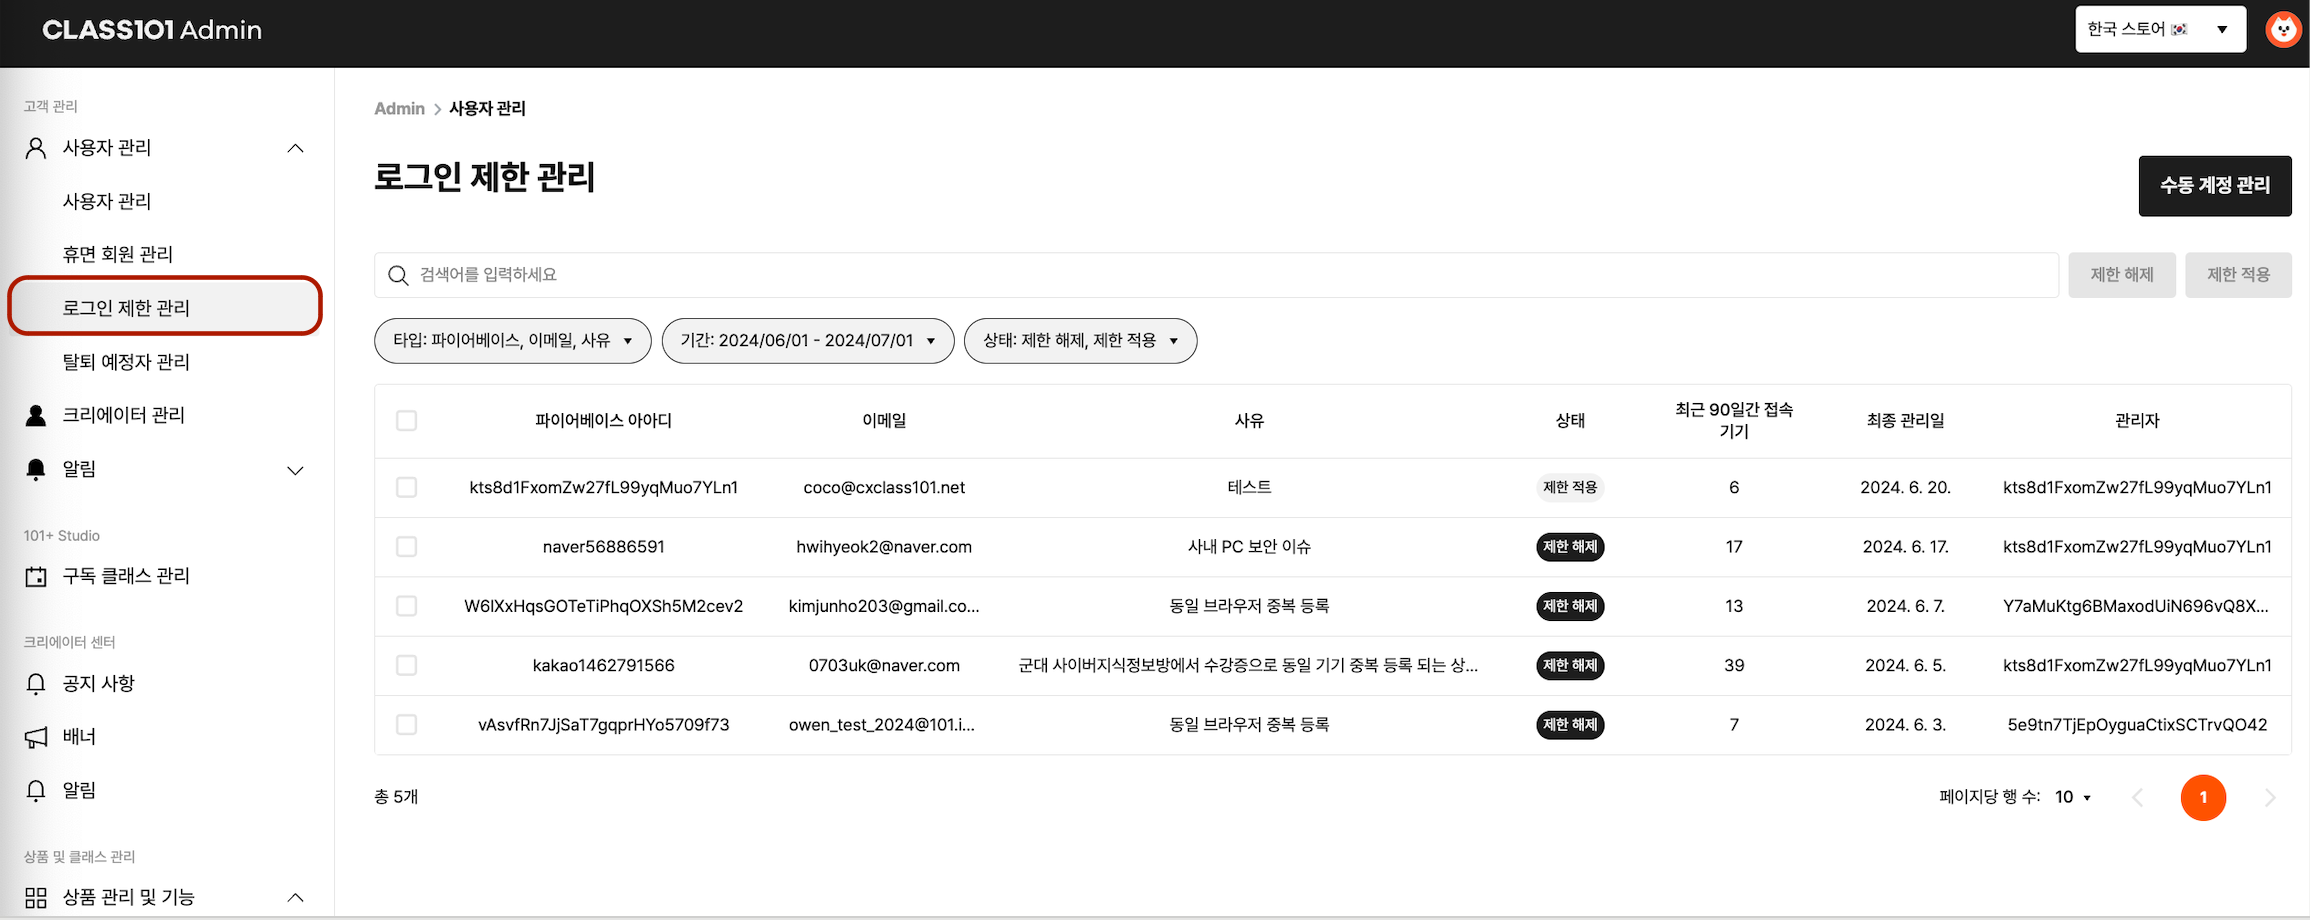 CLASS101 Admin
한국 스토어 🇰🇷
고객 관리
사용자 관리
사용자 관리
휴면 회원 관리
로그인 제한 관리
탈퇴 예정자 관리
크리에이터 관리
알림
101+ Studio
구독 클래스 관리
크리에이터 센터
공지 사항
배너
알림
상품 및 클래스 관리
상품 관리 및 기능
Admin > 사용자 관리
로그인 제한 관리
수동 계정 관리
검색어를 입력하세요
제한 해제
제한 적용
타입: 파이어베이스, 이메일, 사유
기간: 2024/06/01 - 2024/07/01
상태: 제한 해제, 제한 적용
파이어베이스 아아디 이메일 사유 상태 최근 90일간 접속 기기 최종 관리일 관리자
kts8d1FxomZw27fL99yqMuo7YLn1 coco@cxclass101.net 테스트 제한 적용 6 2024. 6. 20. kts8d1FxomZw27fL99yqMuo7YLn1
naver56886591 hwihyeok2@naver.com 사내 PC 보안 이슈 제한 해제 17 2024. 6. 17. kts8d1FxomZw27fL99yqMuo7YLn1
W6lXxHqsGOTeTiPhqOXSh5M2cev2 kimjunho203@gmail.co... 동일 브라우저 중복 등록 제한 해제 13 2024. 6. 7. Y7aMuKtg6BMaxodUiN696vQ8X...
kakao1462791566 0703uk@naver.com 군대 사이버지식정보방에서 수강증으로 동일 기기 중복 등록 되는 상... 제한 해제 39 2024. 6. 5. kts8d1FxomZw27fL99yqMuo7YLn1
vAsvfRn7JjSaT7gqprHYo5709f73 owen_test_2024@101.i... 동일 브라우저 중복 등록 제한 해제 7 2024. 6. 3. 5e9tn7TjEpOyguaCtixSCTrvQO42
총 5개
페이지당 행 수: 10
1